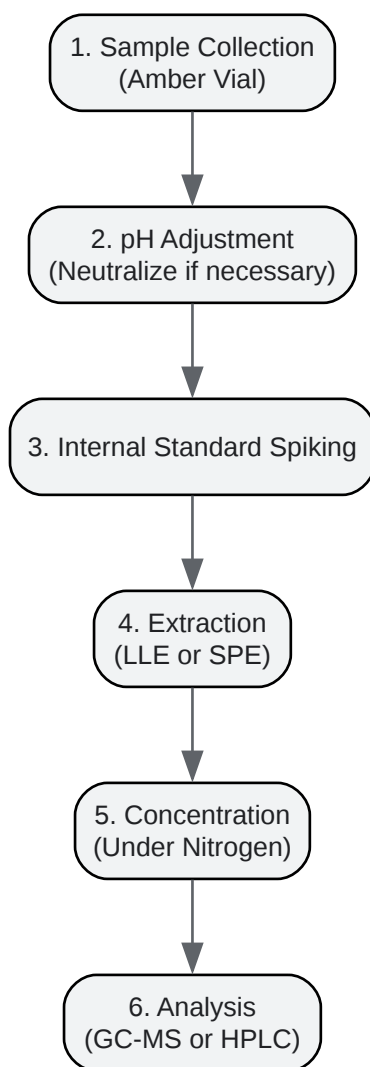 1. Sample Collection
(Amber Vial)
2. pH Adjustment
(Neutralize if necessary)
3. Internal Standard Spiking
4. Extraction
(LLE or SPE)
5. Concentration
(Under Nitrogen)
6. Analysis
(GC-MS or HPLC)